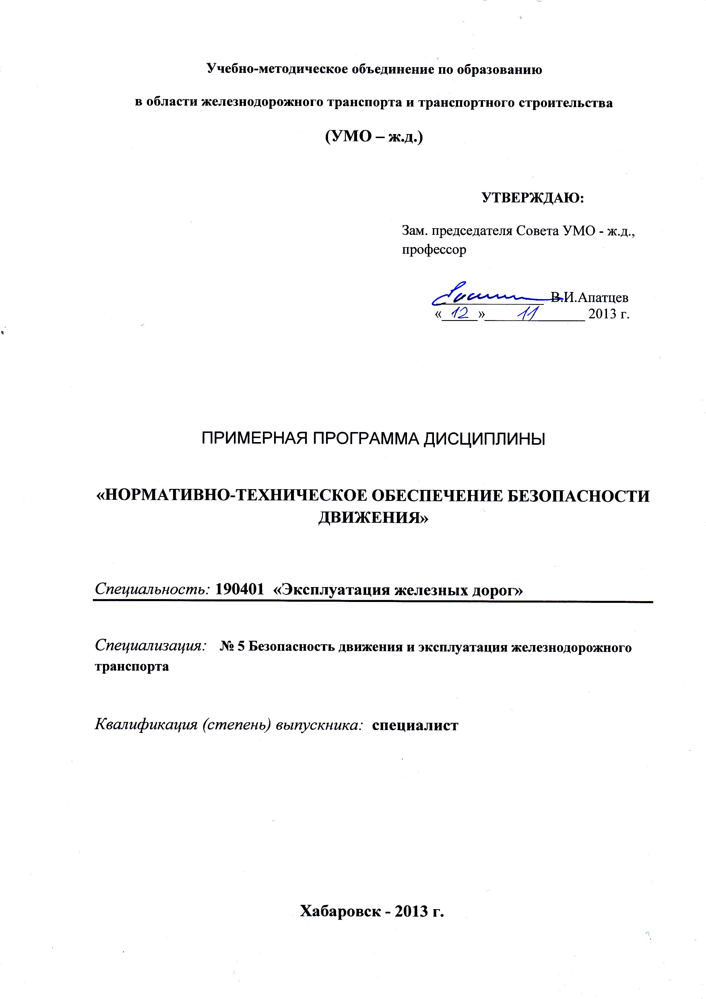 Учебно-методическое объединение по образованию
в области железнодорожного транспорта и транспортного строительства
(УМО – ж.д.)
УТВЕРЖДАЮ:
Зам. председателя Совета УМО - ж.д.,
профессор
В.И.Апатцев
«12» 11 2013 г.
ПРИМЕРНАЯ ПРОГРАММА ДИСЦИПЛИНЫ
«НОРМАТИВНО-ТЕХНИЧЕСКОЕ ОБЕСПЕЧЕНИЕ БЕЗОПАСНОСТИ
ДВИЖЕНИЯ»
Специальность: 190401 «Эксплуатация железных дорог»
Специализация: № 5 Безопасность движения и эксплуатация железнодорожного
транспорта
Квалификация (степень) выпускника: специалист
Хабаровск - 2013 г.